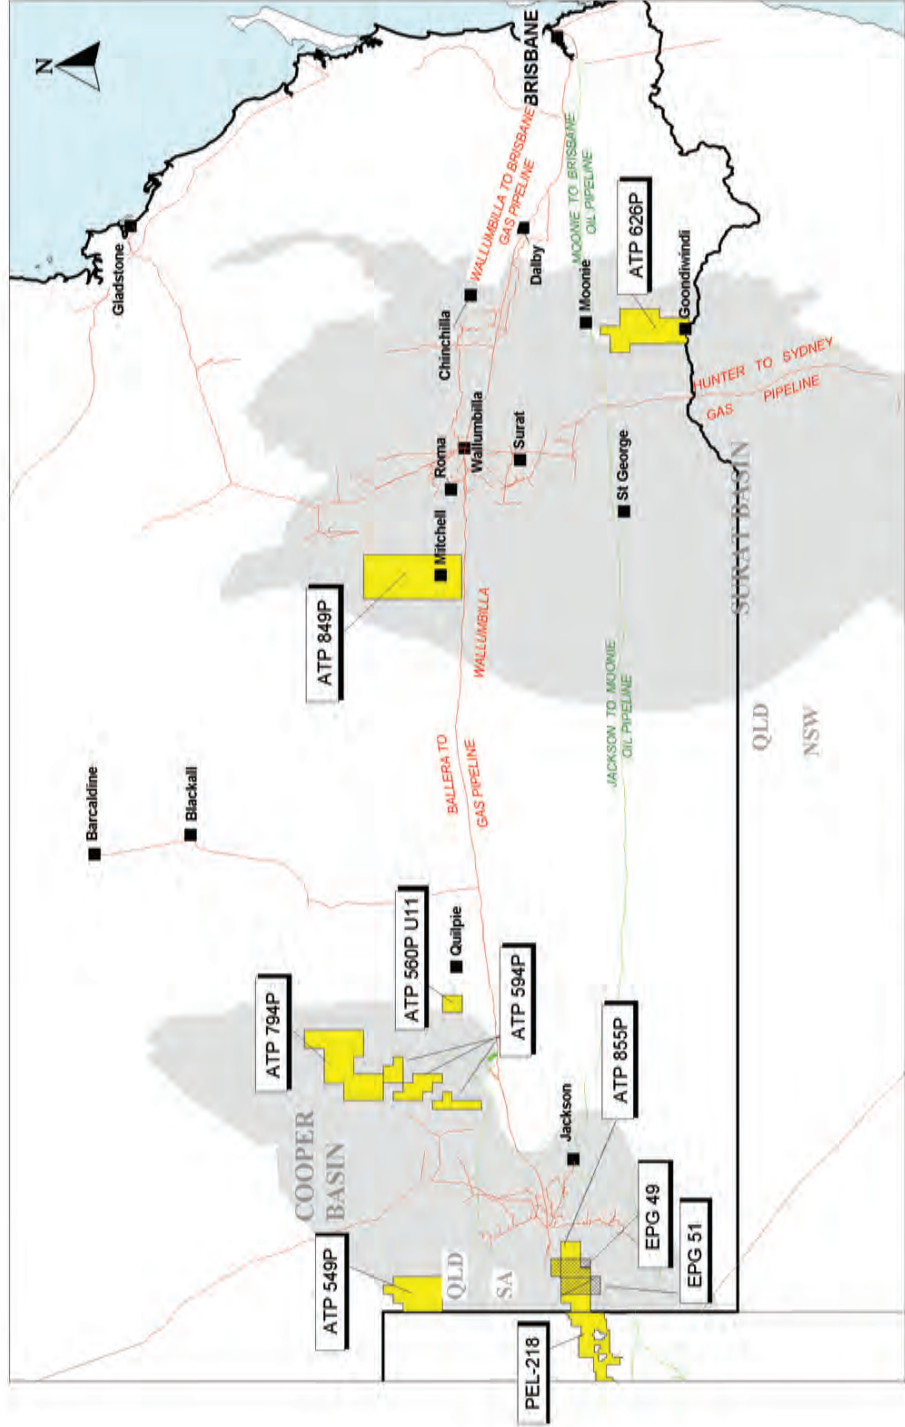 N
Gladstone
BRISBANE
Barcaldine
Blackall
WALLUMBILLA TO BRISBANE
GAS PIPELINE
Chinchilla
Dalby
MOONIE TO BRISBANE
OIL PIPELINE
Moonie
ATP 626P
Goondiwindi
HUNTER TO SYDNEY
GAS PIPELINE
Roma
Wallumbilla
Surat
Mitchell
ATP 849P
St George
SURAT BASIN
BALLERA TO
WALLUMBILLA
GAS PIPELINE
JACKSON TO MOONIE
OIL PIPELINE
QLD
NSW
ATP 794P
ATP 560P U11
Quilpie
ATP 594P
COOPER
BASIN
ATP 855P
Jackson
ATP 549P
QLD
SA
EPG 49
EPG 51
PEL-218